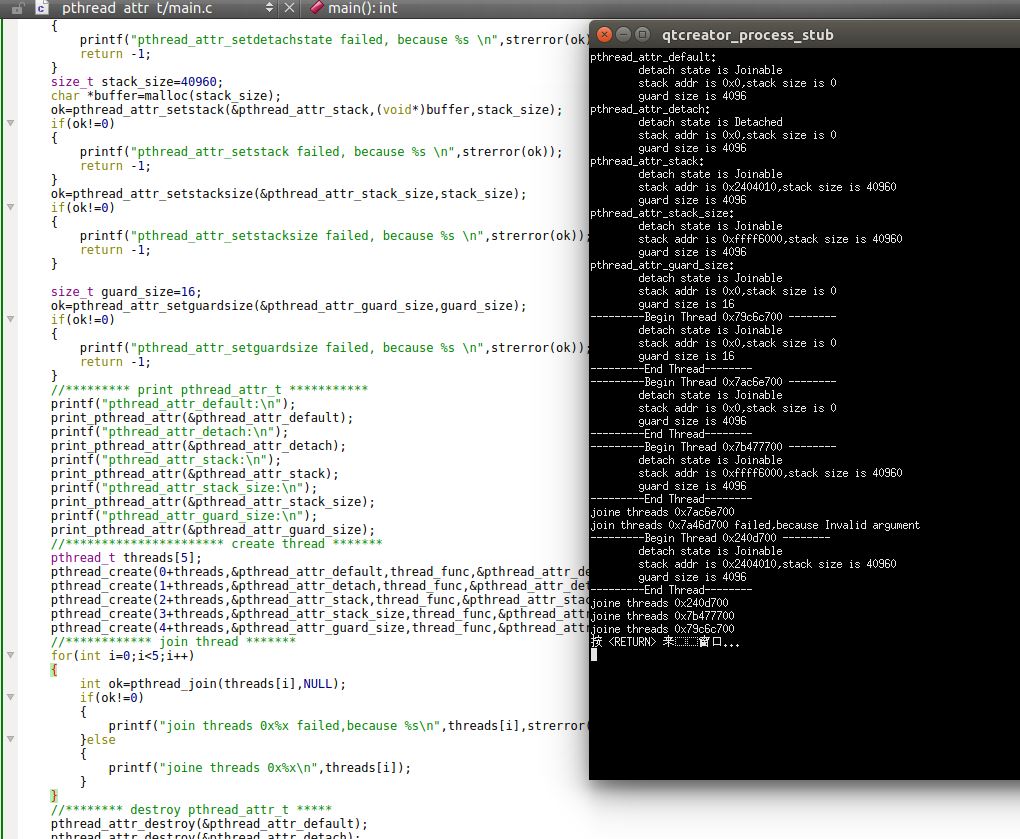 pthread_attr_t/main.c
main(): int
{
printf("pthread_attr_setdetachstate failed, because %s \n",strerror(ok)
return -1;
}
size_t stack_size=40960;
char *buffer=malloc(stack_size);
ok=pthread_attr_setstack(&pthread_attr_stack,(void*)buffer,stack_size);
if(ok!=0)
{
printf("pthread_attr_setstack failed, because %s \n",strerror(ok));
return -1;
}
ok=pthread_attr_setstacksize(&pthread_attr_stack_size,stack_size);
if(ok!=0)
{
printf("pthread_attr_setstacksize failed, because %s \n",strerror(ok));
return -1;
}
size_t guard_size=16;
ok=pthread_attr_setguardsize(&pthread_attr_guard_size,guard_size);
if(ok!=0)
{
printf("pthread_attr_setguardsize failed, because %s \n",strerror(ok));
return -1;
}
//********* print pthread_attr_t ***********
printf("pthread_attr_default:\n");
print_pthread_attr(&pthread_attr_default);
printf("pthread_attr_detach:\n");
print_pthread_attr(&pthread_attr_detach);
printf("pthread_attr_stack:\n");
print_pthread_attr(&pthread_attr_stack);
printf("pthread_attr_stack_size:\n");
print_pthread_attr(&pthread_attr_stack_size);
printf("pthread_attr_guard_size:\n");
print_pthread_attr(&pthread_attr_guard_size);
//********************** create thread *******
pthread_t threads[5];
pthread_create(0+threads,&pthread_attr_default,thread_func,&pthread_attr_de
pthread_create(1+threads,&pthread_attr_detach,thread_func,&pthread_attr_det
pthread_create(2+threads,&pthread_attr_stack,thread_func,&pthread_attr_stac
pthread_create(3+threads,&pthread_attr_stack_size,thread_func,&pthread_attr
pthread_create(4+threads,&pthread_attr_guard_size,thread_func,&pthread_attr
//************ join thread *******
for(int i=0;i<5;i++)
{
int ok=pthread_join(threads[i],NULL);
if(ok!=0)
{
printf("join threads 0x%x failed,because %s\n",threads[i],strerror(
}else
{
printf("joine threads 0x%x\n",threads[i]);
}
}
//******** destroy pthread_attr_t *****
pthread_attr_destroy(&pthread_attr_default);
pthread_attr_destroy(&pthread_attr_detach);
qtcreator_process_stub
pthread_attr_default:
detach state is Joinable
stack addr is 0x0,stack size is 0
guard size is 4096
pthread_attr_detach:
detach state is Detached
stack addr is 0x0,stack size is 0
guard size is 4096
pthread_attr_stack:
detach state is Joinable
stack addr is 0x2404010,stack size is 40960
guard size is 4096
pthread_attr_stack_size:
detach state is Joinable
stack addr is 0xffff6000,stack size is 40960
guard size is 4096
pthread_attr_guard_size:
detach state is Joinable
stack addr is 0x0,stack size is 0
guard size is 16
---------Begin Thread 0x79c6c700 --------
detach state is Joinable
stack addr is 0x0,stack size is 0
guard size is 16
---------End Thread--------
---------Begin Thread 0x7ac6e700 --------
detach state is Joinable
stack addr is 0x0,stack size is 0
guard size is 4096
---------End Thread--------
---------Begin Thread 0x7b477700 --------
detach state is Joinable
stack addr is 0xffff6000,stack size is 40960
guard size is 4096
---------End Thread--------
joine threads 0x7ac6e700
join threads 0x7a46d700 failed,because Invalid argument
---------Begin Thread 0x240d700 --------
detach state is Joinable
stack addr is 0x2404010,stack size is 40960
guard size is 4096
---------End Thread--------
joine threads 0x240d700
joine threads 0x7b477700
joine threads 0x79c6c700
按 <RETURN> 来窗口...